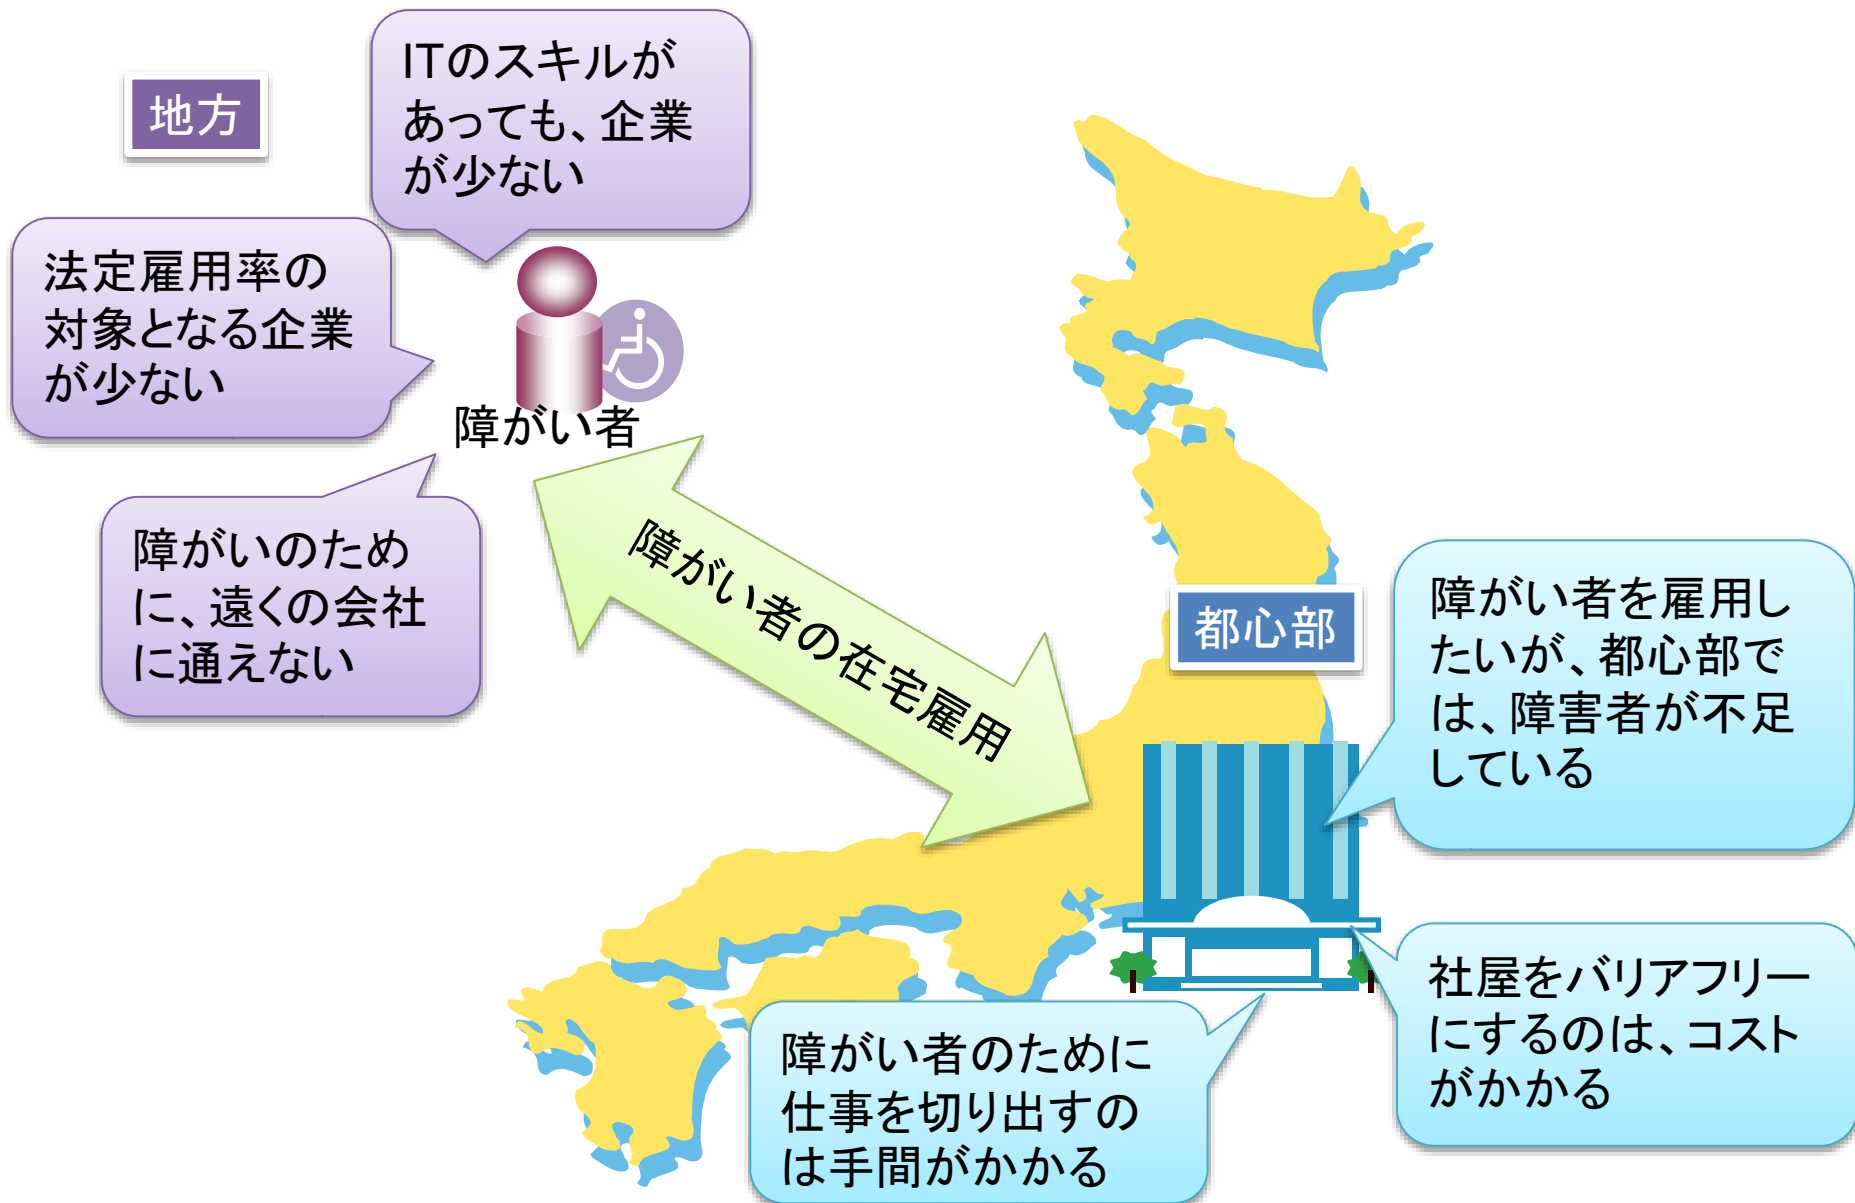 地方
ITのスキルが
あっても、企業
が少ない
法定雇用率の
対象となる企業
が少ない
障がい者
障がいのため
に、遠くの会社
に通えない
障がい者の在宅雇用
都心部
障がい者を雇用し
たいが、都心部で
は、障害者が不足
している
社屋をバリアフリー
にするのは、コスト
がかかる
障がい者のために
仕事を切り出すの
は手間がかかる